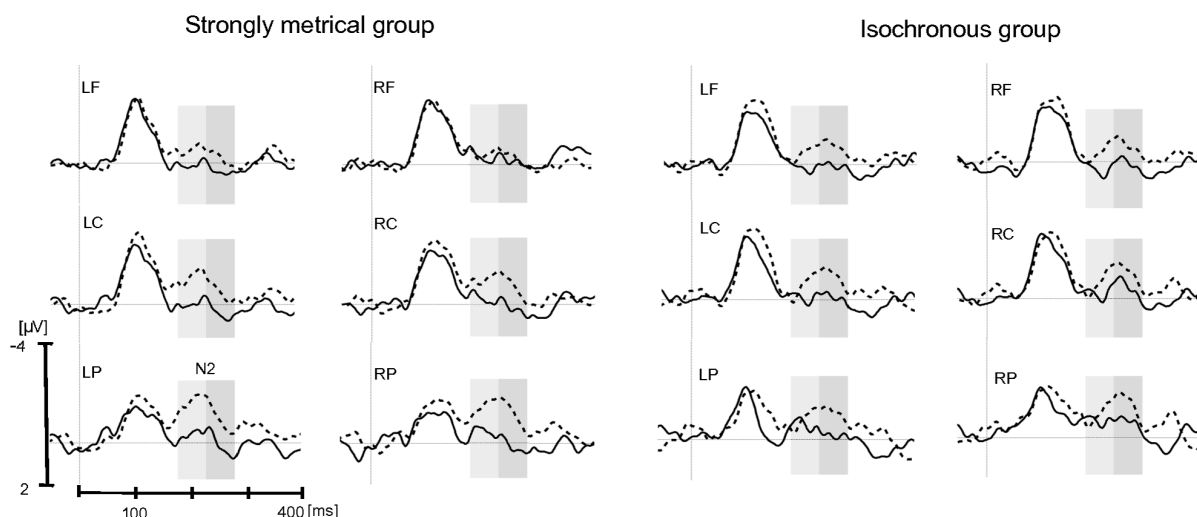 Strongly metrical group
Isochronous group
LF
RF
LF
RF
LC
RC
LC
RC
[µV]
-4
LP
N2
RP
LP
RP
2
100
400 [ms]